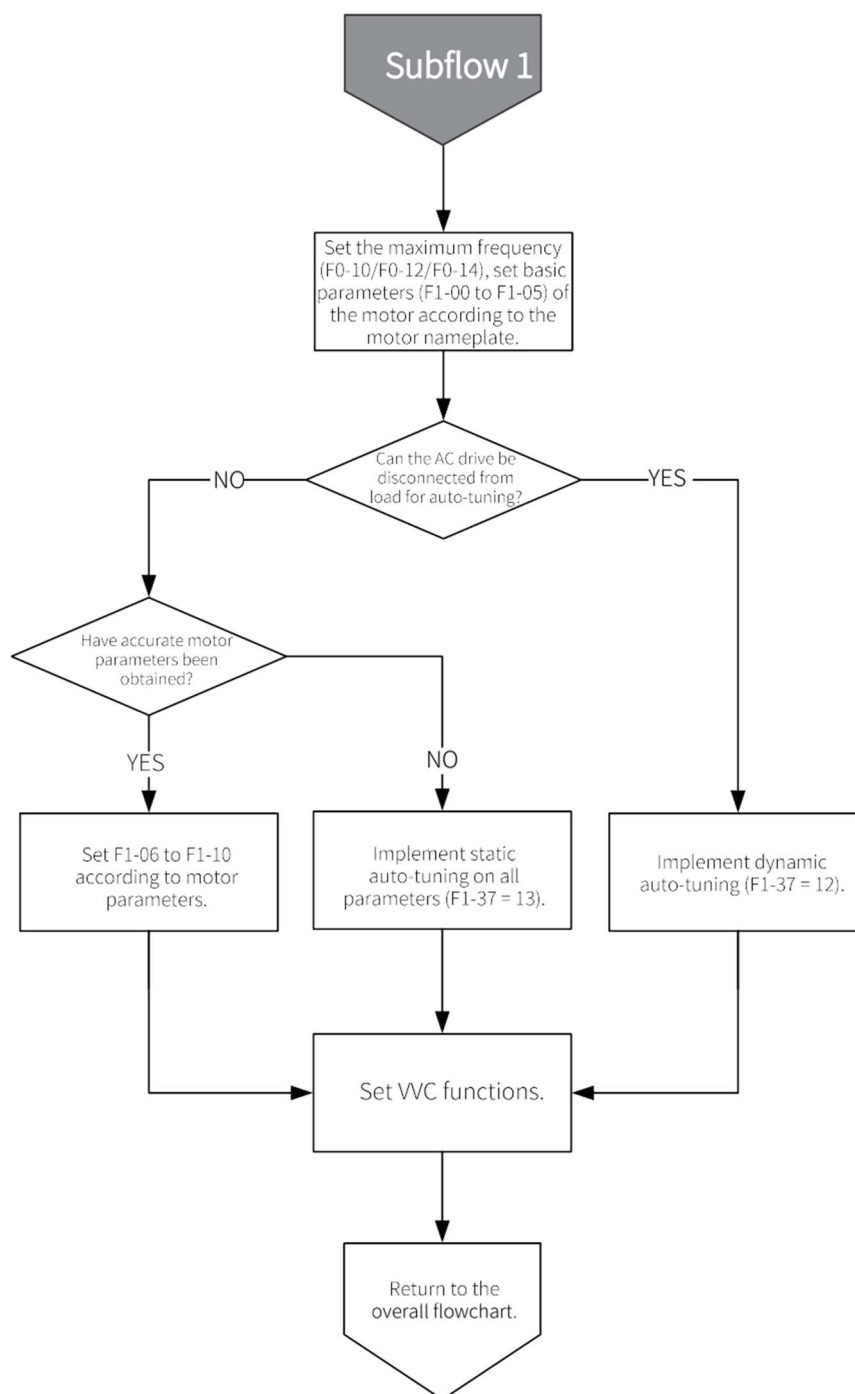 Subflow 1
Set the maximum frequency
(F0-10/F0-12/F0-14), set basic
parameters (F1-00 to F1-05) of
the motor according to the
motor nameplate.
Can the AC drive be
disconnected from
load for auto-tuning?
NO
YES
Have accurate motor
parameters been
obtained?
YES
NO
Set F1-06 to F1-10
according to motor
parameters.
Implement static
auto-tuning on all
parameters (F1-37 = 13).
Implement dynamic
auto-tuning (F1-37 = 12).
Set VVC functions.
Return to the
overall flowchart.